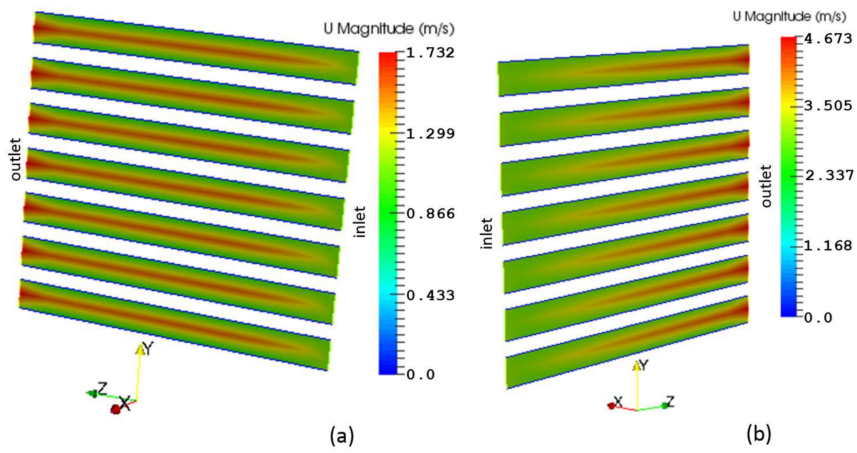 U Magnitude (m/s)
1.732
1.299
0.866
0.433
0.0
outlet
inlet
Y
Z
X
(a)
U Magnitude (m/s)
4.673
3.505
2.337
1.168
0.0
inlet
outlet
Y
X
Z
(b)